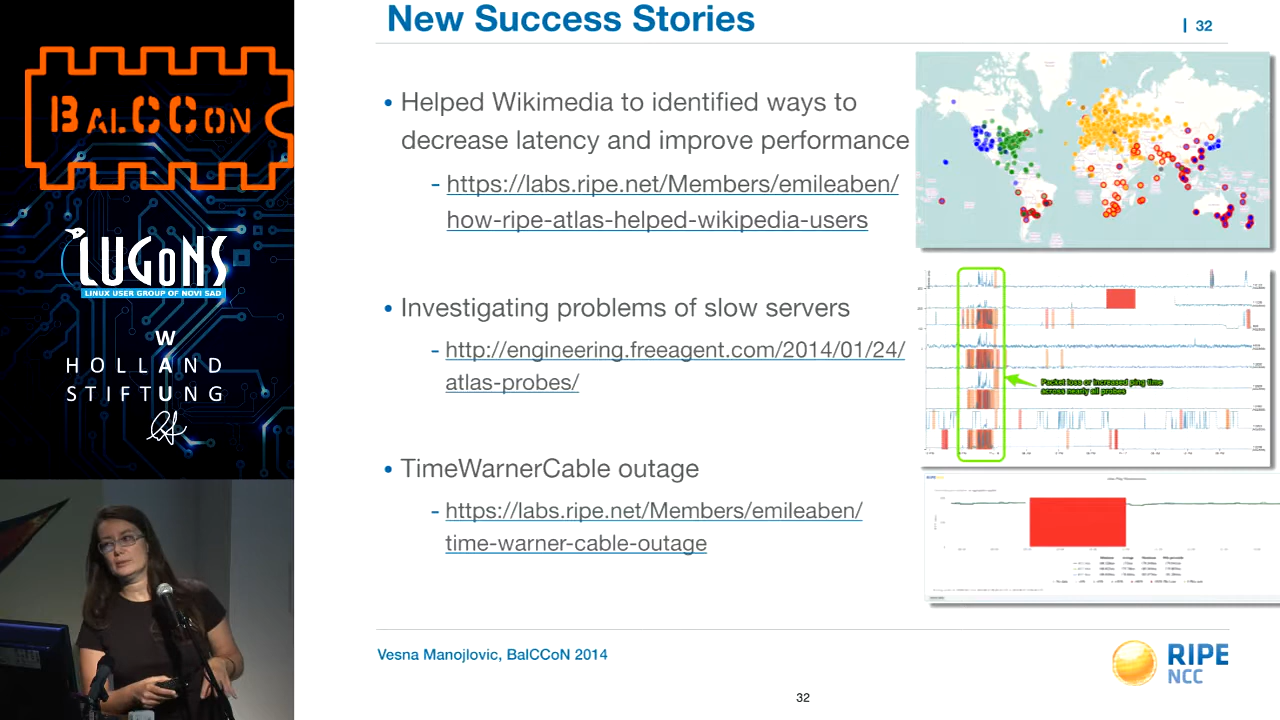 New Success Stories
32
BALCCON
LUGoNS
LINUX USER GROUP OF NOVI SAD
W
HOLLAND
STIFTUNG
U
• Helped Wikimedia to identified ways to
decrease latency and improve performance
- https://labs.ripe.net/Members/emileaben/
how-ripe-atlas-helped-wikipedia-users
• Investigating problems of slow servers
- http://engineering.freeagent.com/2014/01/24/
atlas-probes/
Packet loss or increased ping time
across nearly all probes
• TimeWarnerCable outage
- https://labs.ripe.net/Members/emileaben/
time-warner-cable-outage
Vesna Manojlovic, BalCCoN 2014
RIPE
NCC
32